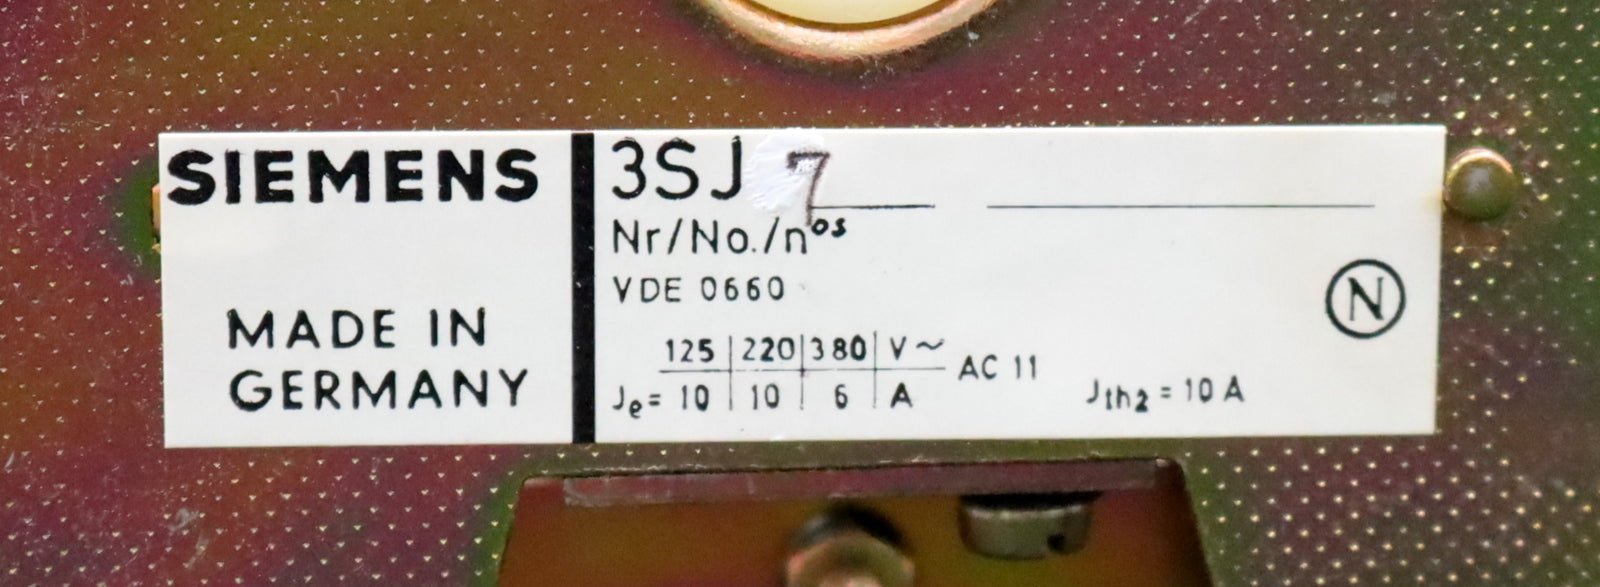 SIEMENS
MADE IN
GERMANY
3SJ 7
Nr/No./nos
VDE 0660
125 | 220 | 380 | V ~
AC 11
Je = 10 | 10 | 6 | A
Jth2 = 10 A
N